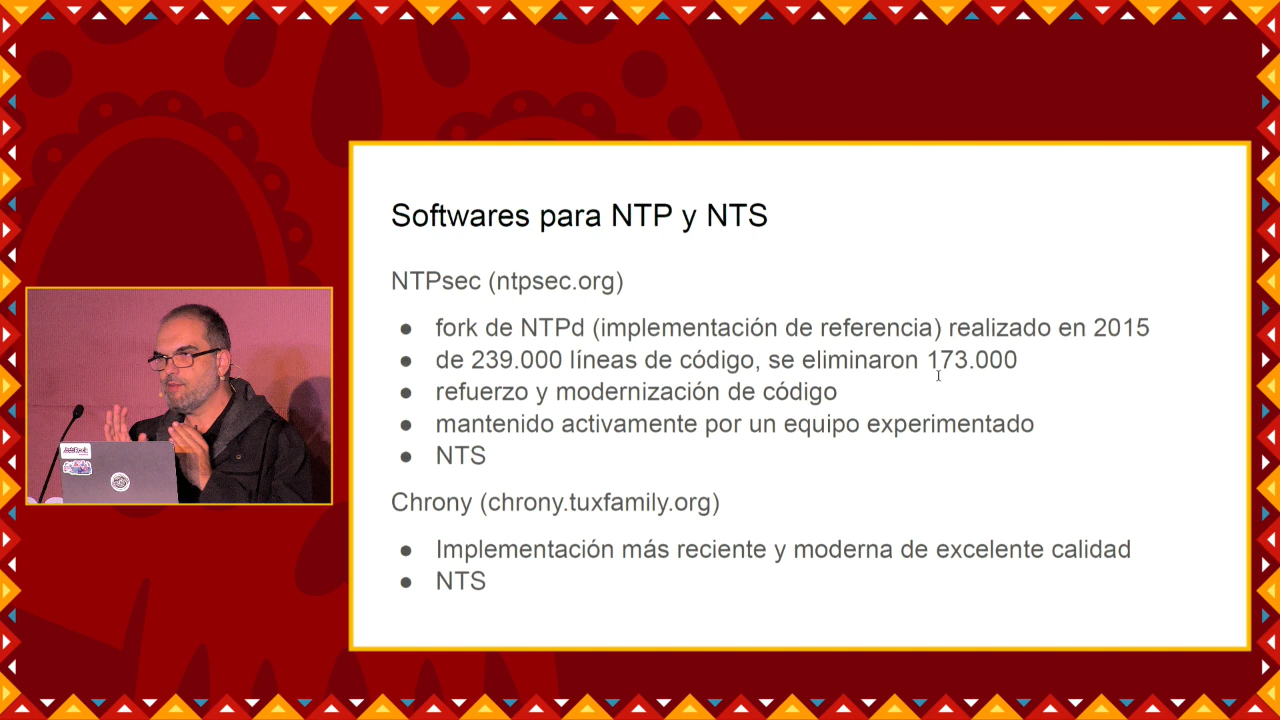 Softwares para NTP y NTS
NTPsec (ntpsec.org)
● fork de NTPd (implementación de referencia) realizado en 2015
● de 239.000 líneas de código, se eliminaron 173.000
● refuerzo y modernización de código
● mantenido activamente por un equipo experimentado
● NTS
Chrony (chrony.tuxfamily.org)
● Implementación más reciente y moderna de excelente calidad
● NTS